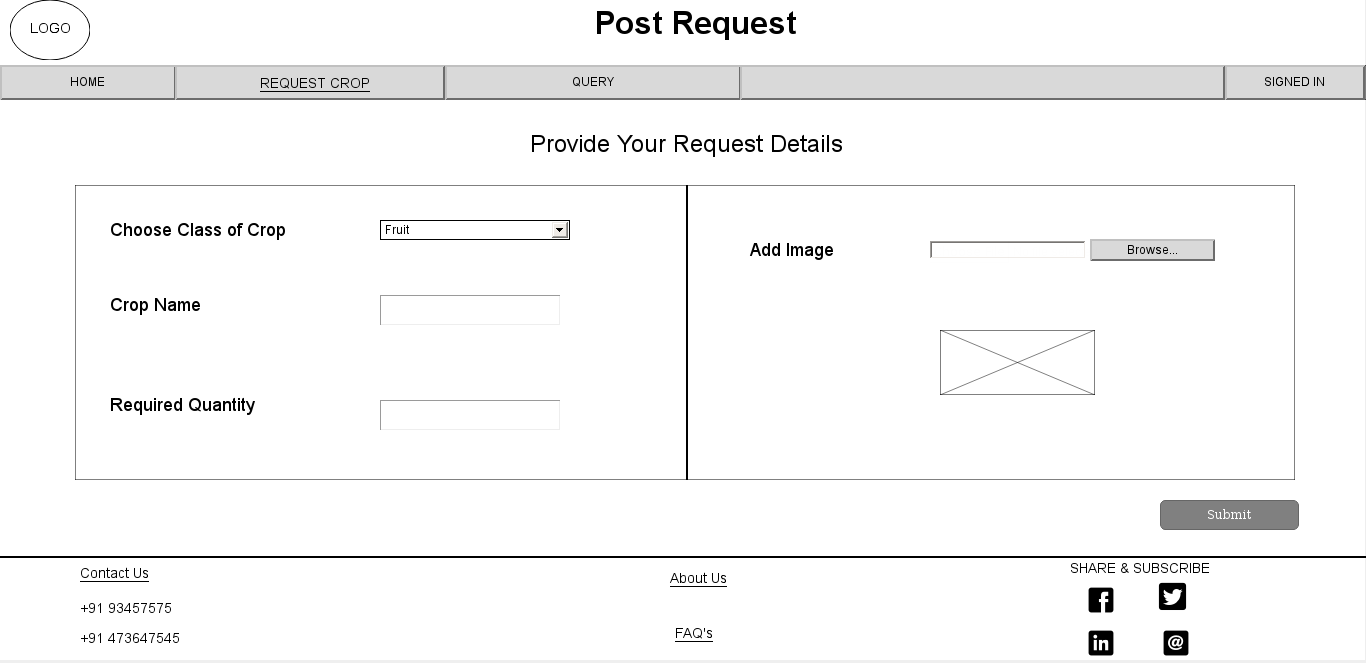 LOGO
Post Request
HOME
REQUEST CROP
QUERY
SIGNED IN
Provide Your Request Details
Choose Class of Crop
Fruit
Add Image
Browse...
Crop Name
Required Quantity
Submit
Contact Us
+91 93457575
+91 473647545
About Us
FAQ's
SHARE & SUBSCRIBE
f
in
@